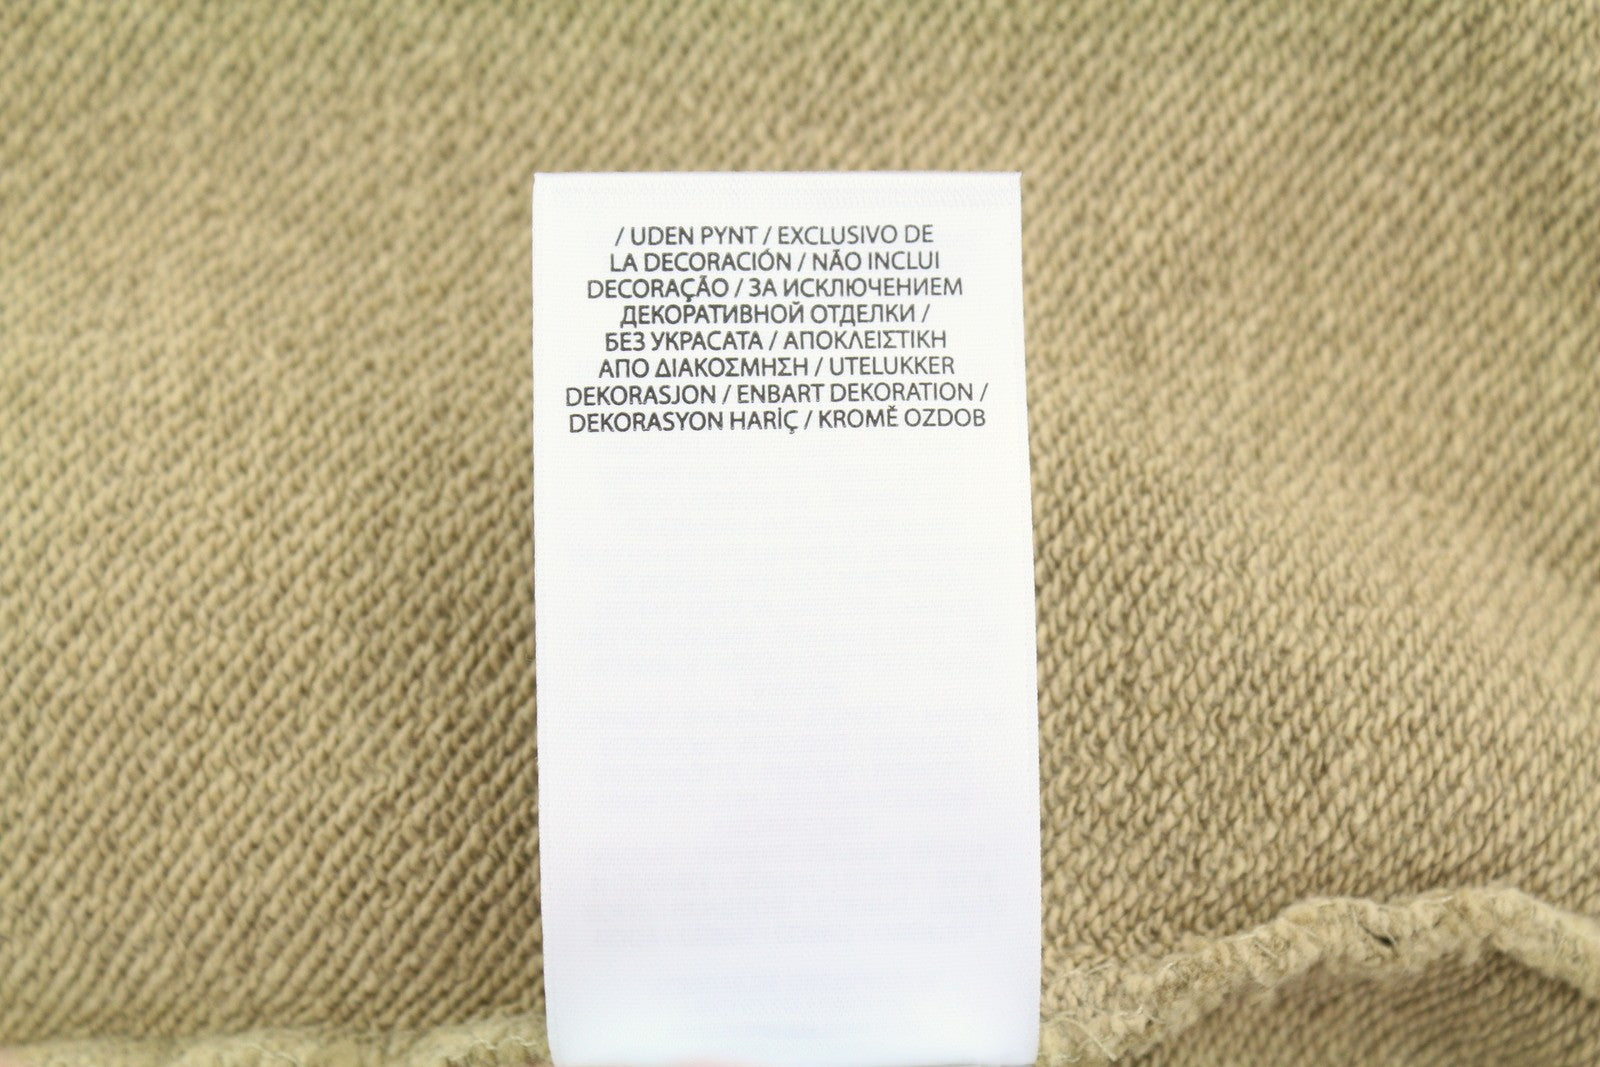 / UDEN PYNT / EXCLUSIVO DE
LA DECORACIÓN / NÃO INCLUI
DECORAÇÃO / ЗА ИСКЛЮЧЕНИЕМ
ДЕКОРАТИВНОЙ ОТДЕЛКИ /
БЕЗ УКРАСАТА / ΑΠΟΚΛΕΙΣΤΙΚΗ
ΑΠΟ ΔΙΑΚΟΣΜΗΣΗ / UTELUKKER
DEKORASJON / ENBART DEKORATION /
DEKORASYON HARİÇ / KROMĚ OZDOB